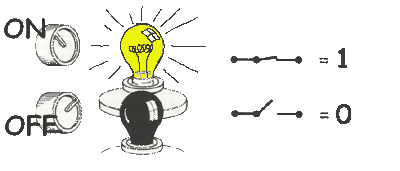 ON
= 1
OFF
= 0